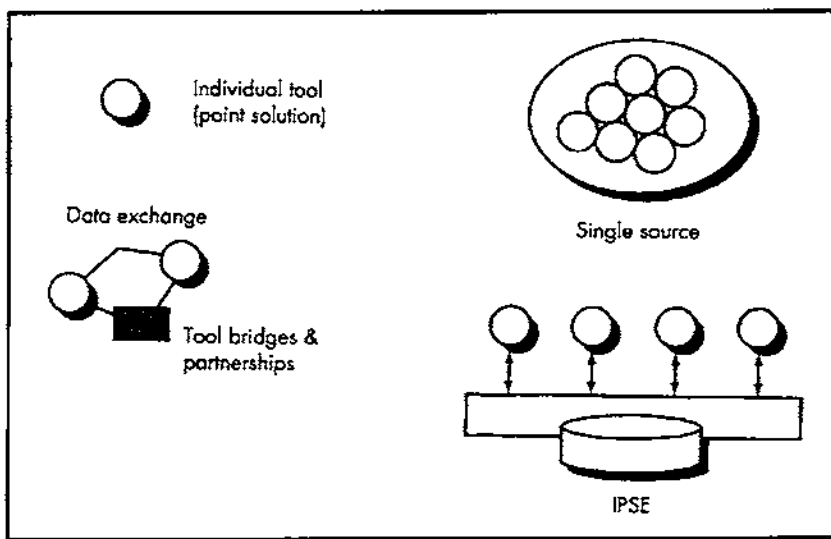 Individual tool
(point solution)
Data exchange
Tool bridges &
partnerships
Single source
IPSE